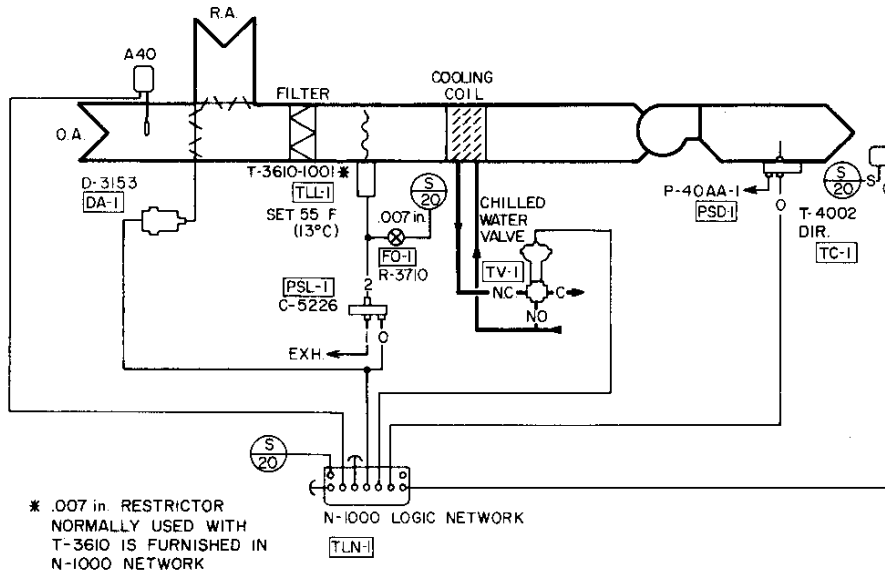 R.A.
A40
FILTER
COOLING
COIL
O.A.
T-3610-1001*
TLL-1
SET 55 F
(13°C)
D-3153
DA-1
S
20
.007 in.
FO-1
R-3710
CHILLED
WATER
VALVE
TV-1
P-40AA-1
PSD-1
O
S
20
S
T-4002
DIR.
TC-1
PSL-1
C-5226
2
1
O
EXH.
N.C
C
NO
S
20
N-1000 LOGIC NETWORK
TLN-1
* .007 in. RESTRICTOR
NORMALLY USED WITH
T-3610 IS FURNISHED IN
N-1000 NETWORK